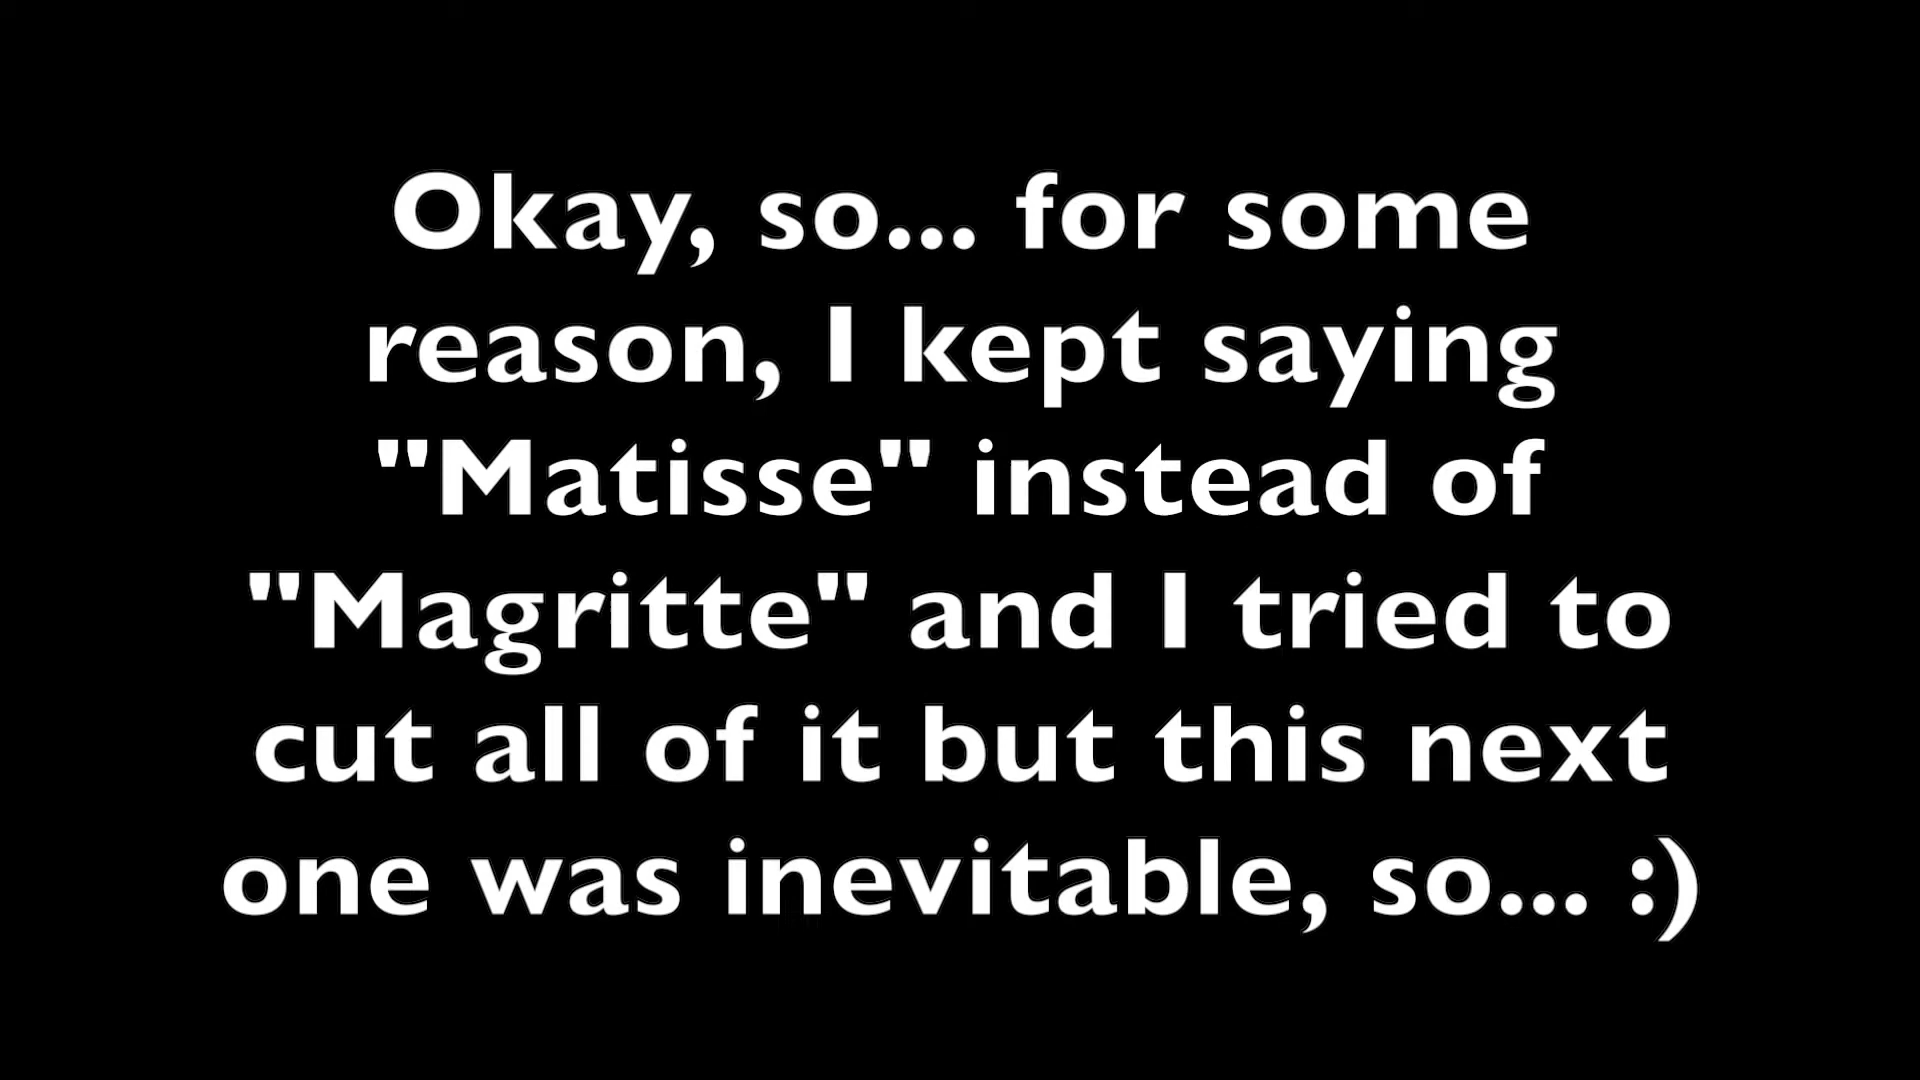 Okay, so... for some
reason, I kept saying
"Matisse" instead of
"Magritte" and I tried to
cut all of it but this next
one was inevitable, so... :)